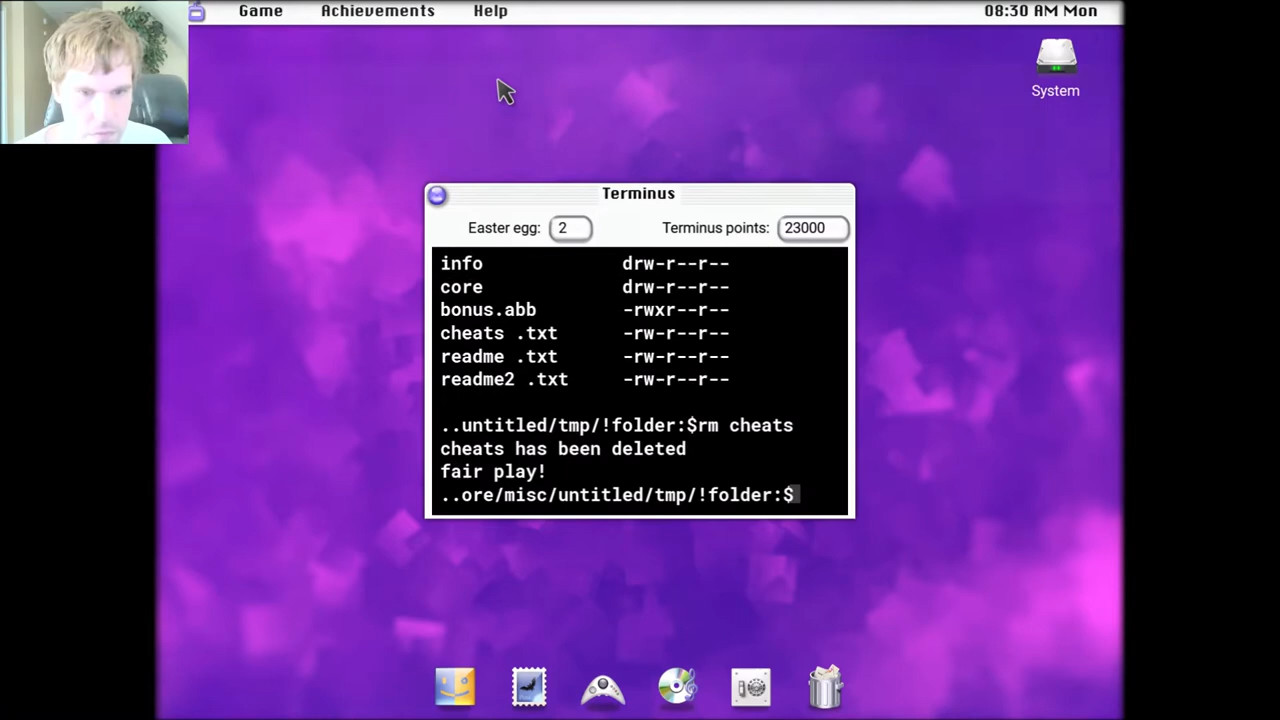 Game Achievements Help 08:30 AM Mon
System
Terminus
Easter egg: 2 Terminus points: 23000
info drw-r--r--
core drw-r--r--
bonus.abb -rwxr--r--
cheats .txt -rw-r--r--
readme .txt -rw-r--r--
readme2 .txt -rw-r--r--
..untitled/tmp/!folder:$rm cheats
cheats has been deleted
fair play!
..ore/misc/untitled/tmp/!folder:$